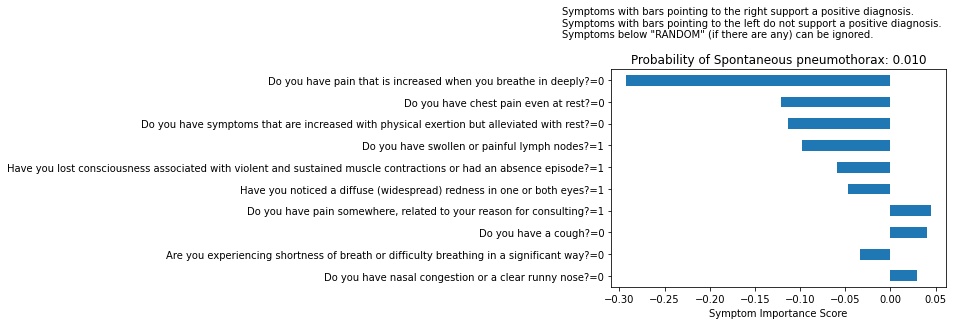 Symptoms with bars pointing to the right support a positive diagnosis.
Symptoms with bars pointing to the left do not support a positive diagnosis.
Symptoms below "RANDOM" (if there are any) can be ignored.
Probability of Spontaneous pneumothorax: 0.010
Do you have pain that is increased when you breathe in deeply?=0
Do you have chest pain even at rest?=0
Do you have symptoms that are increased with physical exertion but alleviated with rest?=0
Do you have swollen or painful lymph nodes?=1
Have you lost consciousness associated with violent and sustained muscle contractions or had an absence episode?=1
Have you noticed a diffuse (widespread) redness in one or both eyes?=1
Do you have pain somewhere, related to your reason for consulting?=1
Do you have a cough?=0
Are you experiencing shortness of breath or difficulty breathing in a significant way?=0
Do you have nasal congestion or a clear runny nose?=0
−0.30 −0.25 −0.20 −0.15 −0.10 −0.05 0.00 0.05
Symptom Importance Score